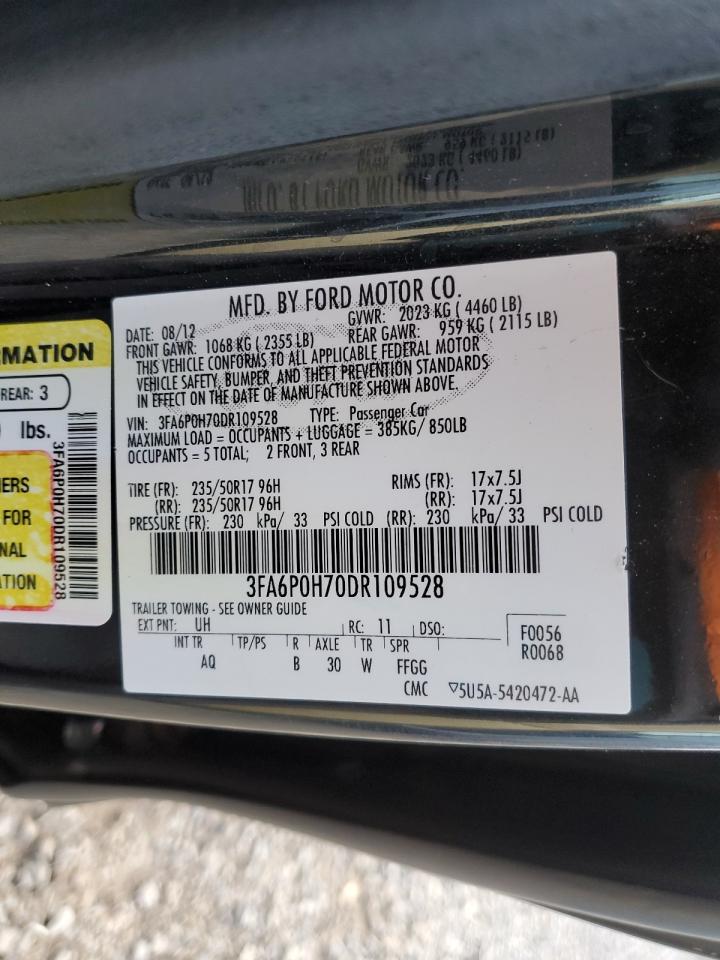 MFD. BY FORD MOTOR CO.
DATE: 08/12 GVWR: 2023 KG ( 4460 LB)
FRONT GAWR: 1068 KG ( 2355 LB) REAR GAWR: 959 KG ( 2115 LB)
THIS VEHICLE CONFORMS TO ALL APPLICABLE FEDERAL MOTOR
VEHICLE SAFETY, BUMPER, AND THEFT PREVENTION STANDARDS
IN EFFECT ON THE DATE OF MANUFACTURE SHOWN ABOVE.
VIN: 3FA6P0H70DR109528 TYPE: Passenger Car
MAXIMUM LOAD = OCCUPANTS + LUGGAGE = 385KG/ 850LB
OCCUPANTS = 5 TOTAL; 2 FRONT, 3 REAR
TIRE (FR): 235/50R17 96H RIMS (FR): 17x7.5J
(RR): 235/50R17 96H (RR): 17x7.5J
PRESSURE (FR): 230 kPa/ 33 PSI COLD (RR): 230 kPa/ 33 PSI COLD
3FA6P0H70DR109528
TRAILER TOWING - SEE OWNER GUIDE
EXT PNT: UH RC: 11 DSO: F0056
INT TR TP/PS R AXLE TR SPR R0068
AQ B 30 W FFGG
CMC ▽5U5A-5420472-AA
RMATION
REAR: 3
lbs.
ERS
FOR
NAL
ATION
3FA6P0H70DR109528